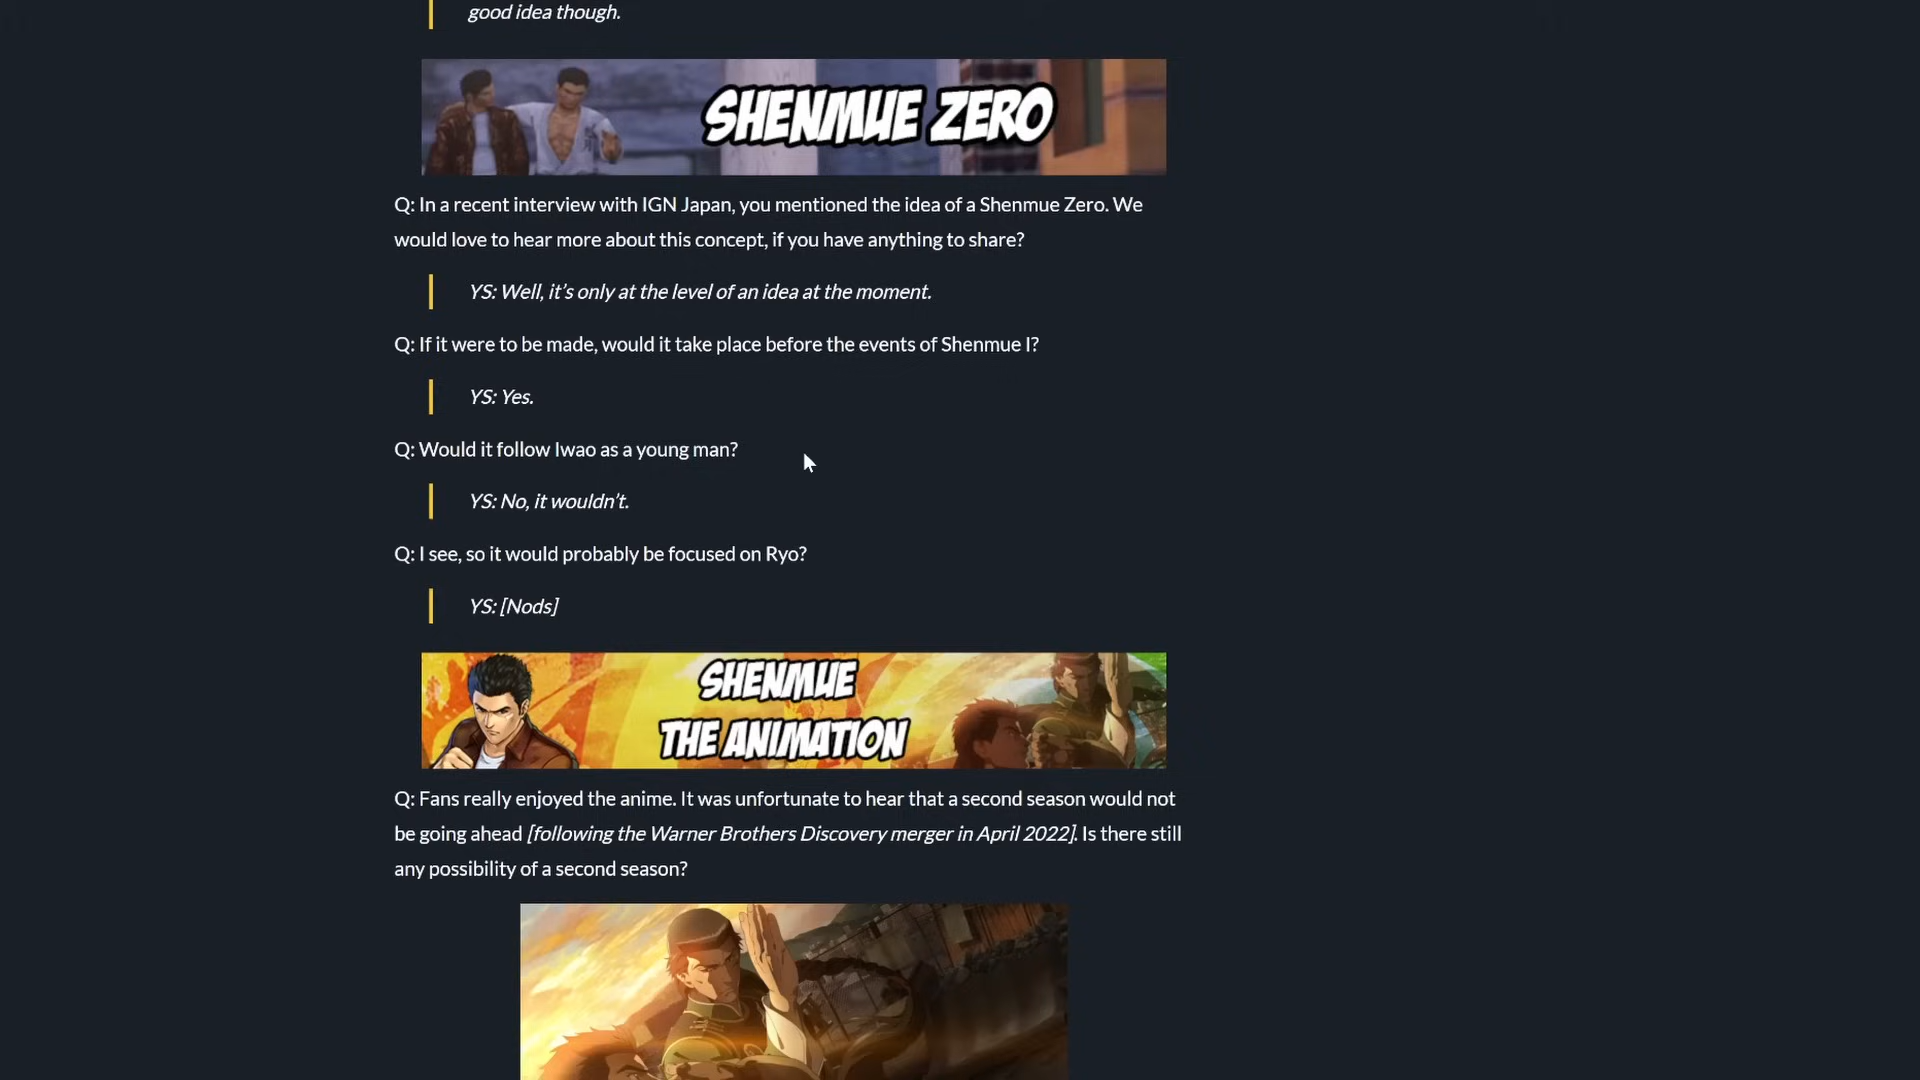 good idea though.
SHENMUE ZERO
Q: In a recent interview with IGN Japan, you mentioned the idea of a Shenmue Zero. We
would love to hear more about this concept, if you have anything to share?
YS: Well, it’s only at the level of an idea at the moment.
Q: If it were to be made, would it take place before the events of Shenmue I?
YS: Yes.
Q: Would it follow Iwao as a young man?
YS: No, it wouldn’t.
Q: I see, so it would probably be focused on Ryo?
YS: [Nods]
SHENMUE
THE ANIMATION
Q: Fans really enjoyed the anime. It was unfortunate to hear that a second season would not
be going ahead [following the Warner Brothers Discovery merger in April 2022]. Is there still
any possibility of a second season?